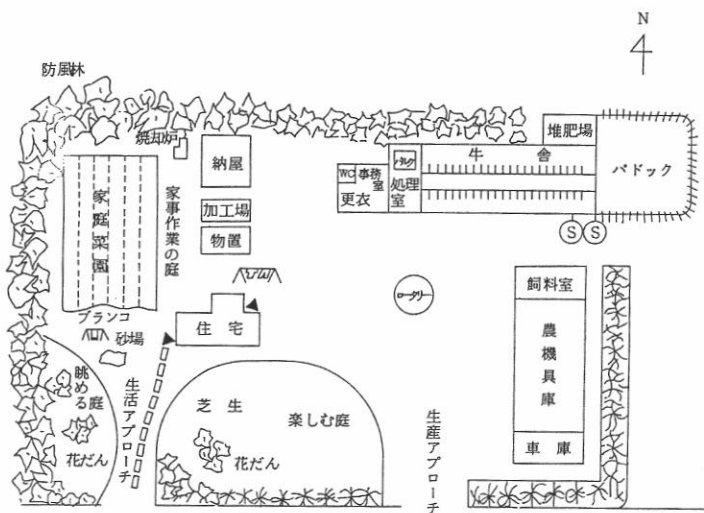 N
防風林
焼却炉
納屋
堆肥場
牛舎
パドック
WC
事務室
バルク
処理室
更衣
家庭菜園
家事作業の庭
加工場
物置
S
S
ロータリー
飼料室
ブランコ
砂場
住宅
農機具庫
眺める庭
生活アプローチ
芝生
楽しむ庭
花だん
花だん
生産アプローチ
車庫